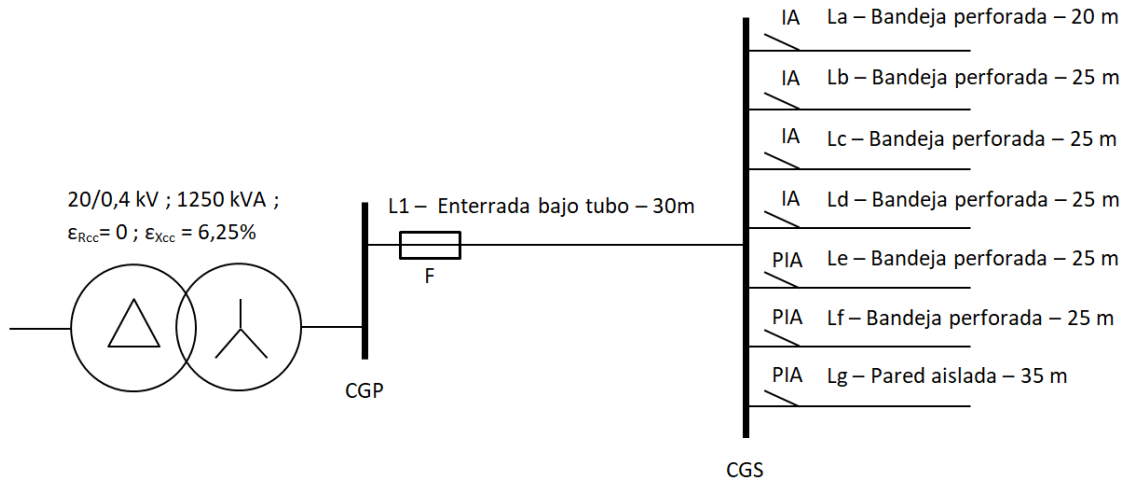 IA La – Bandeja perforada – 20 m
IA Lb – Bandeja perforada – 25 m
IA Lc – Bandeja perforada – 25 m
IA Ld – Bandeja perforada – 25 m
PIA Le – Bandeja perforada – 25 m
PIA Lf – Bandeja perforada – 25 m
PIA Lg – Pared aislada – 35 m
20/0,4 kV ; 1250 kVA ;
εRcc= 0 ; εXcc = 6,25%
L1 – Enterrada bajo tubo – 30m
F
CGP
CGS